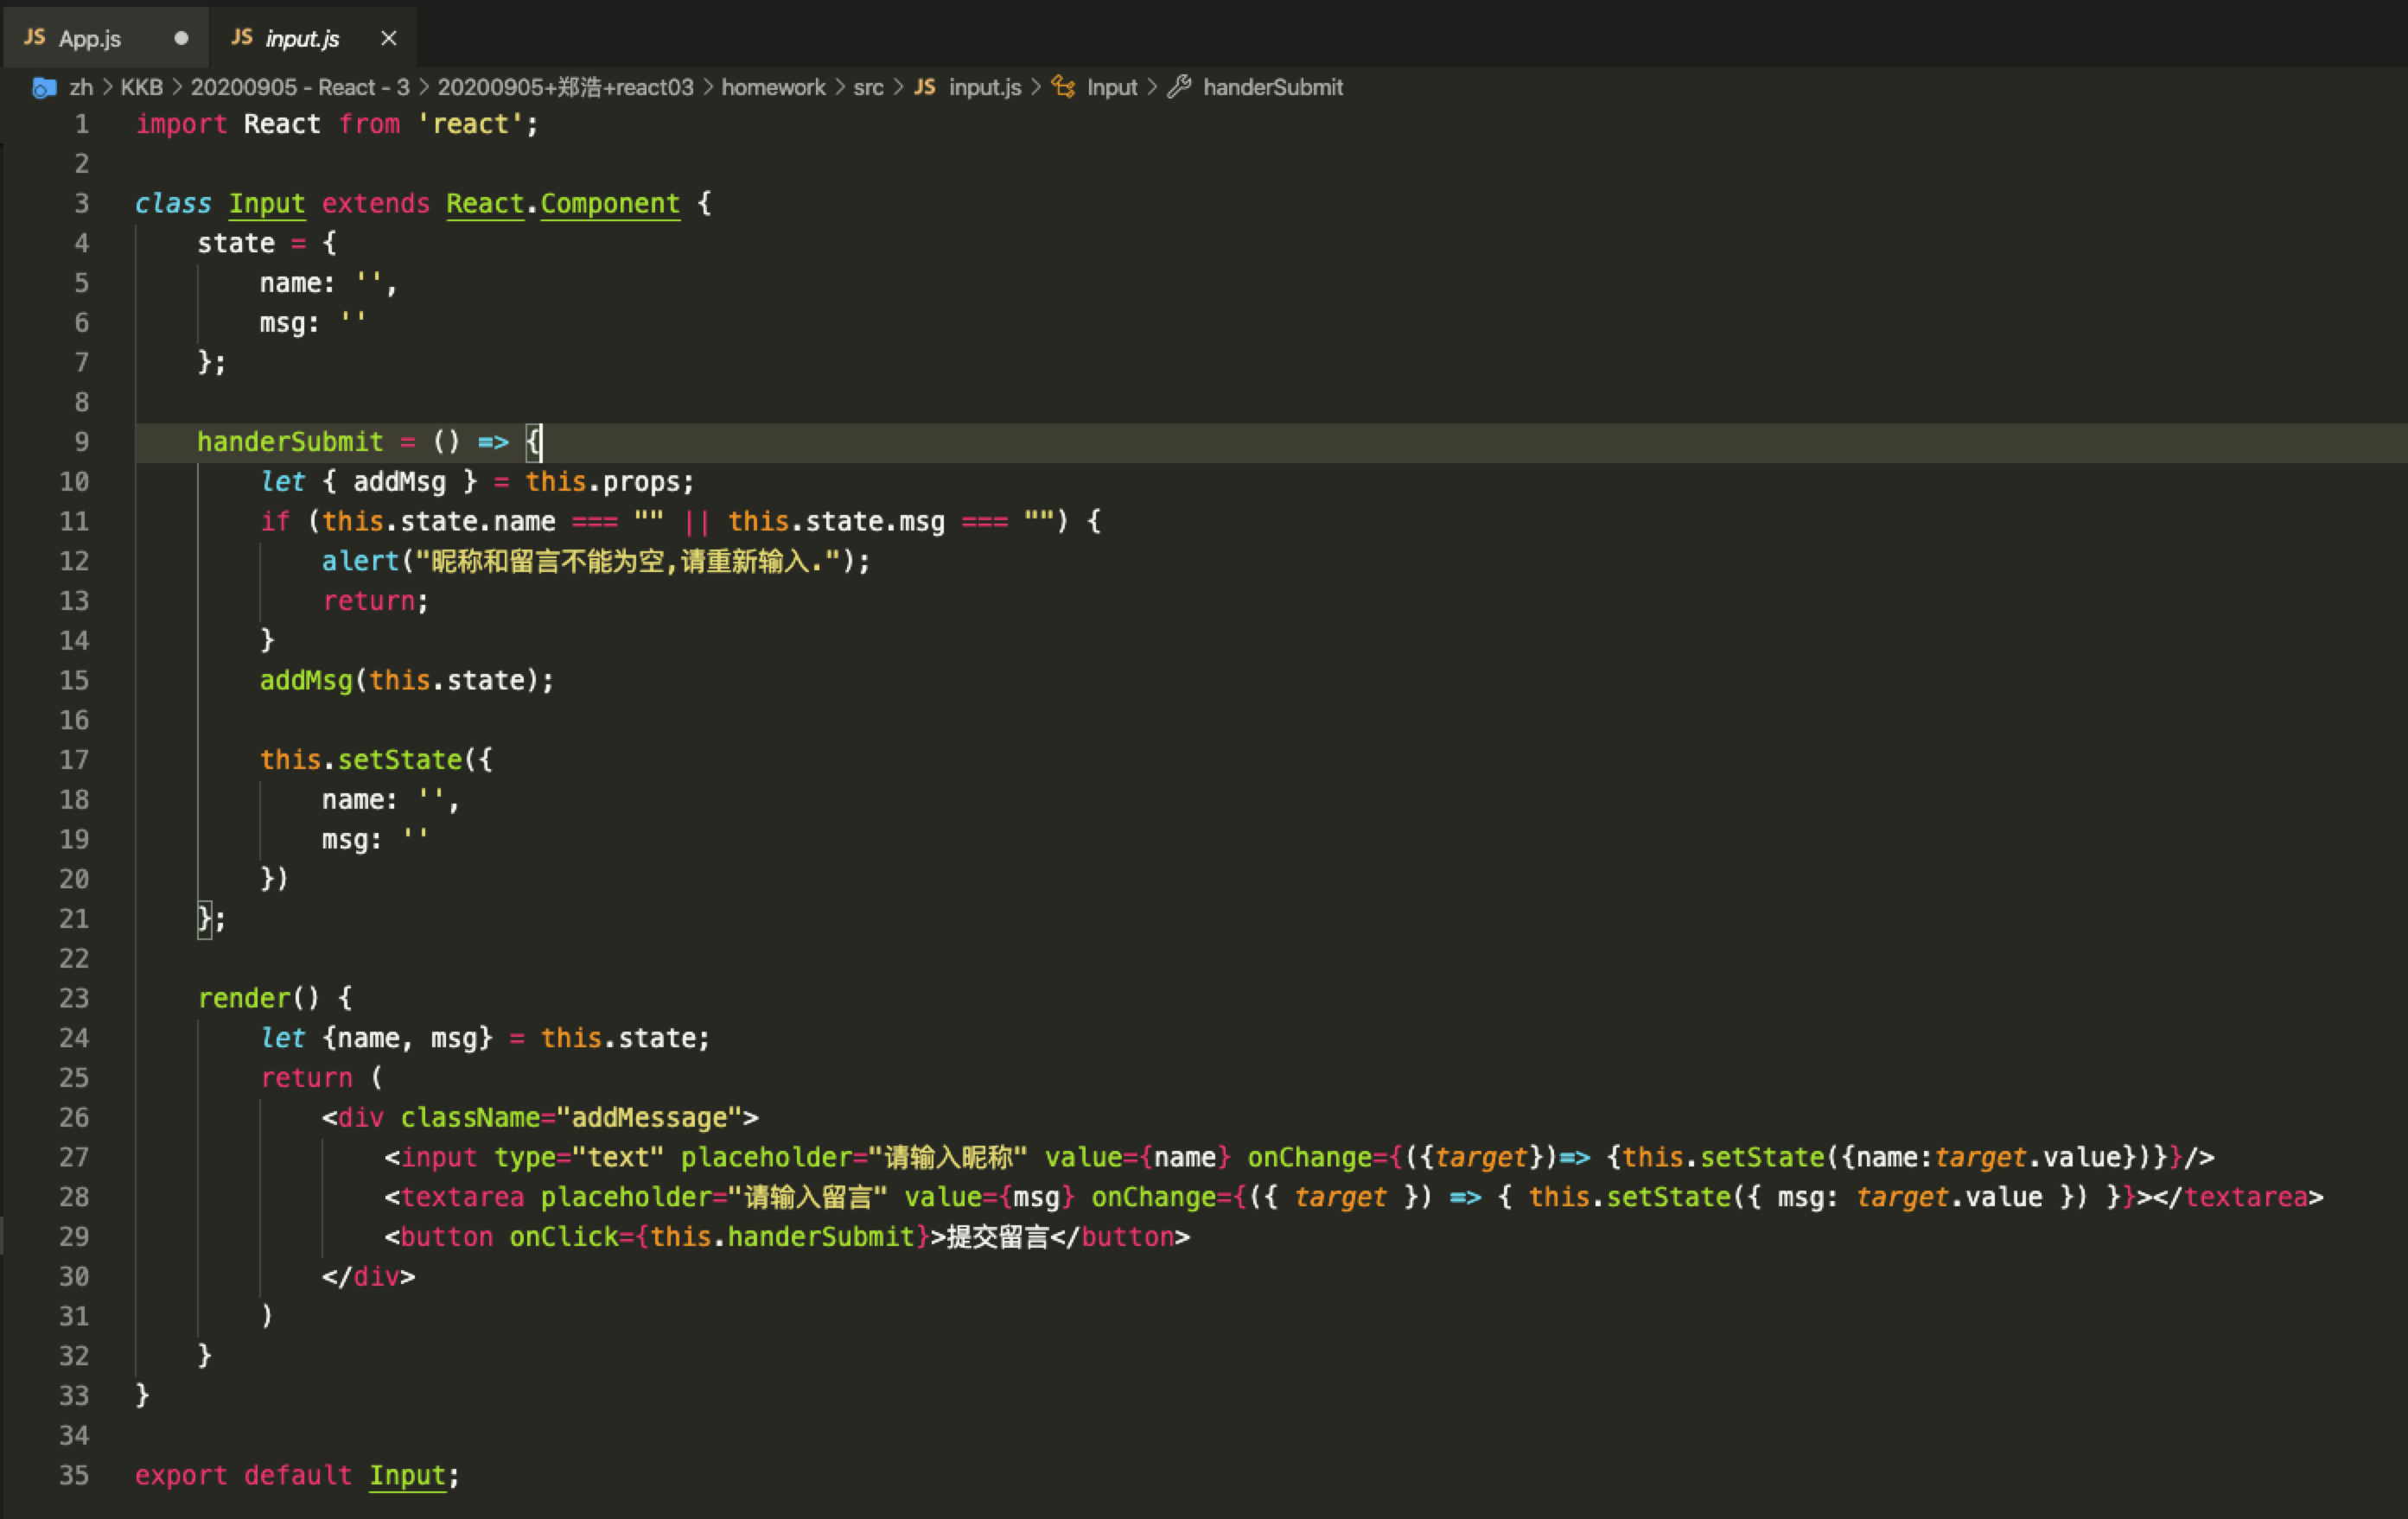 JS App.js ● JS input.js ×
zh > KKB > 20200905 - React - 3 > 20200905+郑浩+react03 > homework > src > JS input.js > Input > handerSubmit
1 import React from 'react';
2
3 class Input extends React.Component {
4     state = {
5         name: '',
6         msg: ''
7     };
8
9     handerSubmit = () => {
10         let { addMsg } = this.props;
11         if (this.state.name === "" || this.state.msg === "") {
12             alert("昵称和留言不能为空,请重新输入.");
13             return;
14         }
15         addMsg(this.state);
16
17         this.setState({
18             name: '',
19             msg: ''
20         })
21     };
22
23     render() {
24         let {name, msg} = this.state;
25         return (
26             <div className="addMessage">
27                 <input type="text" placeholder="请输入昵称" value={name} onChange={({target})=> {this.setState({name:target.value})}}/>
28                 <textarea placeholder="请输入留言" value={msg} onChange={({ target }) => { this.setState({ msg: target.value }) }}></textarea>
29                 <button onClick={this.handerSubmit}>提交留言</button>
30             </div>
31         )
32     }
33 }
34
35 export default Input;